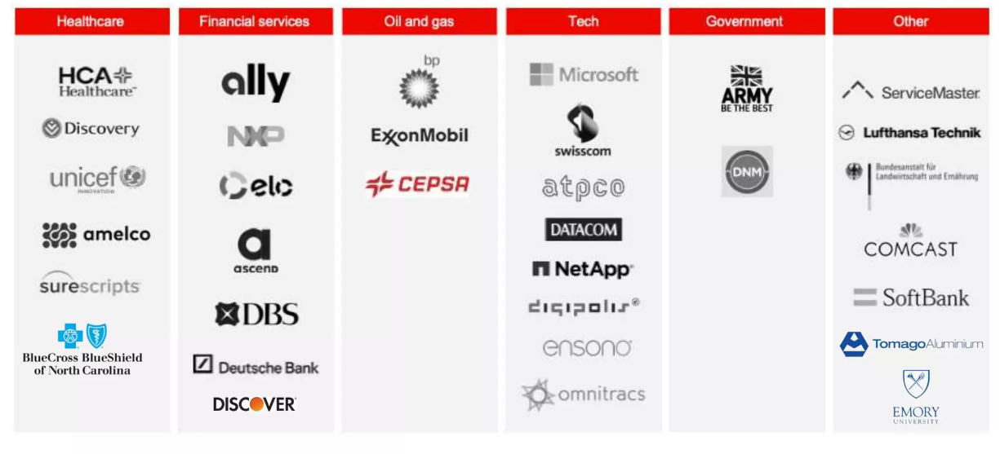 Healthcare
HCA
Healthcare™
Discovery
unicef
INNOVATION
amelco
surescripts
BlueCross BlueShield
of North Carolina
Financial services
ally
NXP
elo
ascend
DBS
Deutsche Bank
DISCOVER
Oil and gas
bp
ExxonMobil
CEPSA
Tech
Microsoft
swisscom
atpco
DATACOM
NetApp
digipolis®
ensono
omnitracs
Government
ARMY
BE THE BEST
DNM
Other
ServiceMaster
Lufthansa Technik
Bundesanstalt für
Landwirtschaft und Ernährung
COMCAST
SoftBank
TomagoAluminium
EMORY
UNIVERSITY